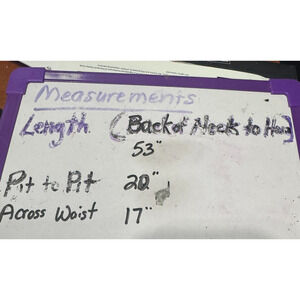 Measurements
Length (Back of Neck to Hem)
53"
Pit to Pit 20"
Across Waist 17"